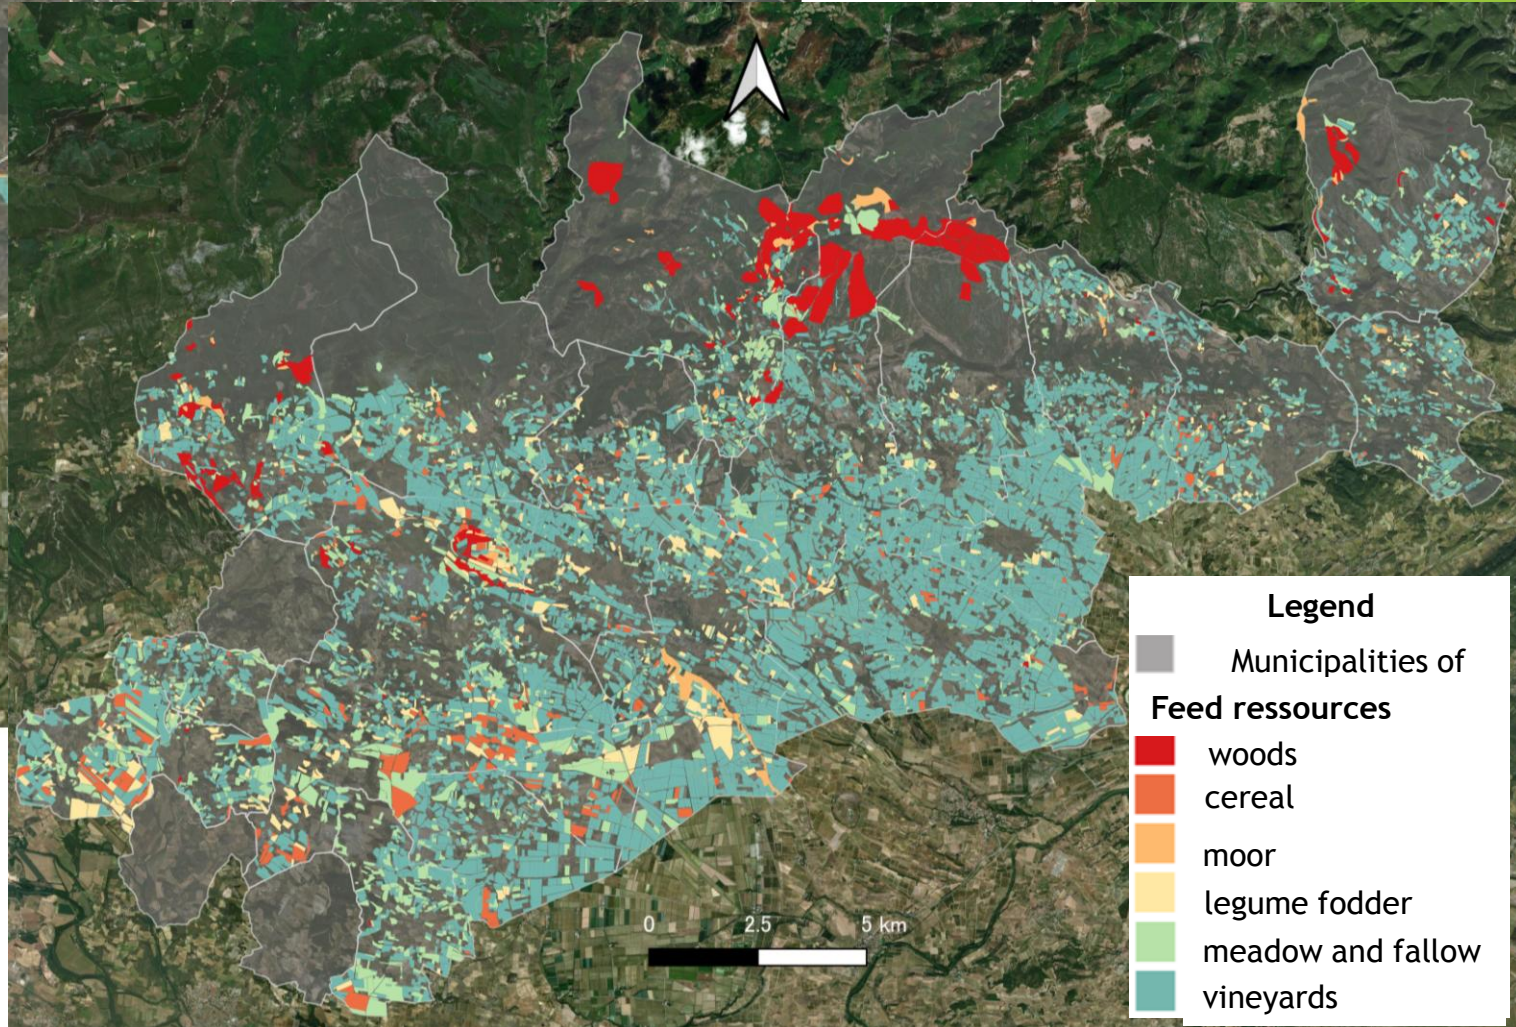 0 2.5 5 km
Legend
Municipalities of
Feed ressources
woods
cereal
moor
legume fodder
meadow and fallow
vineyards